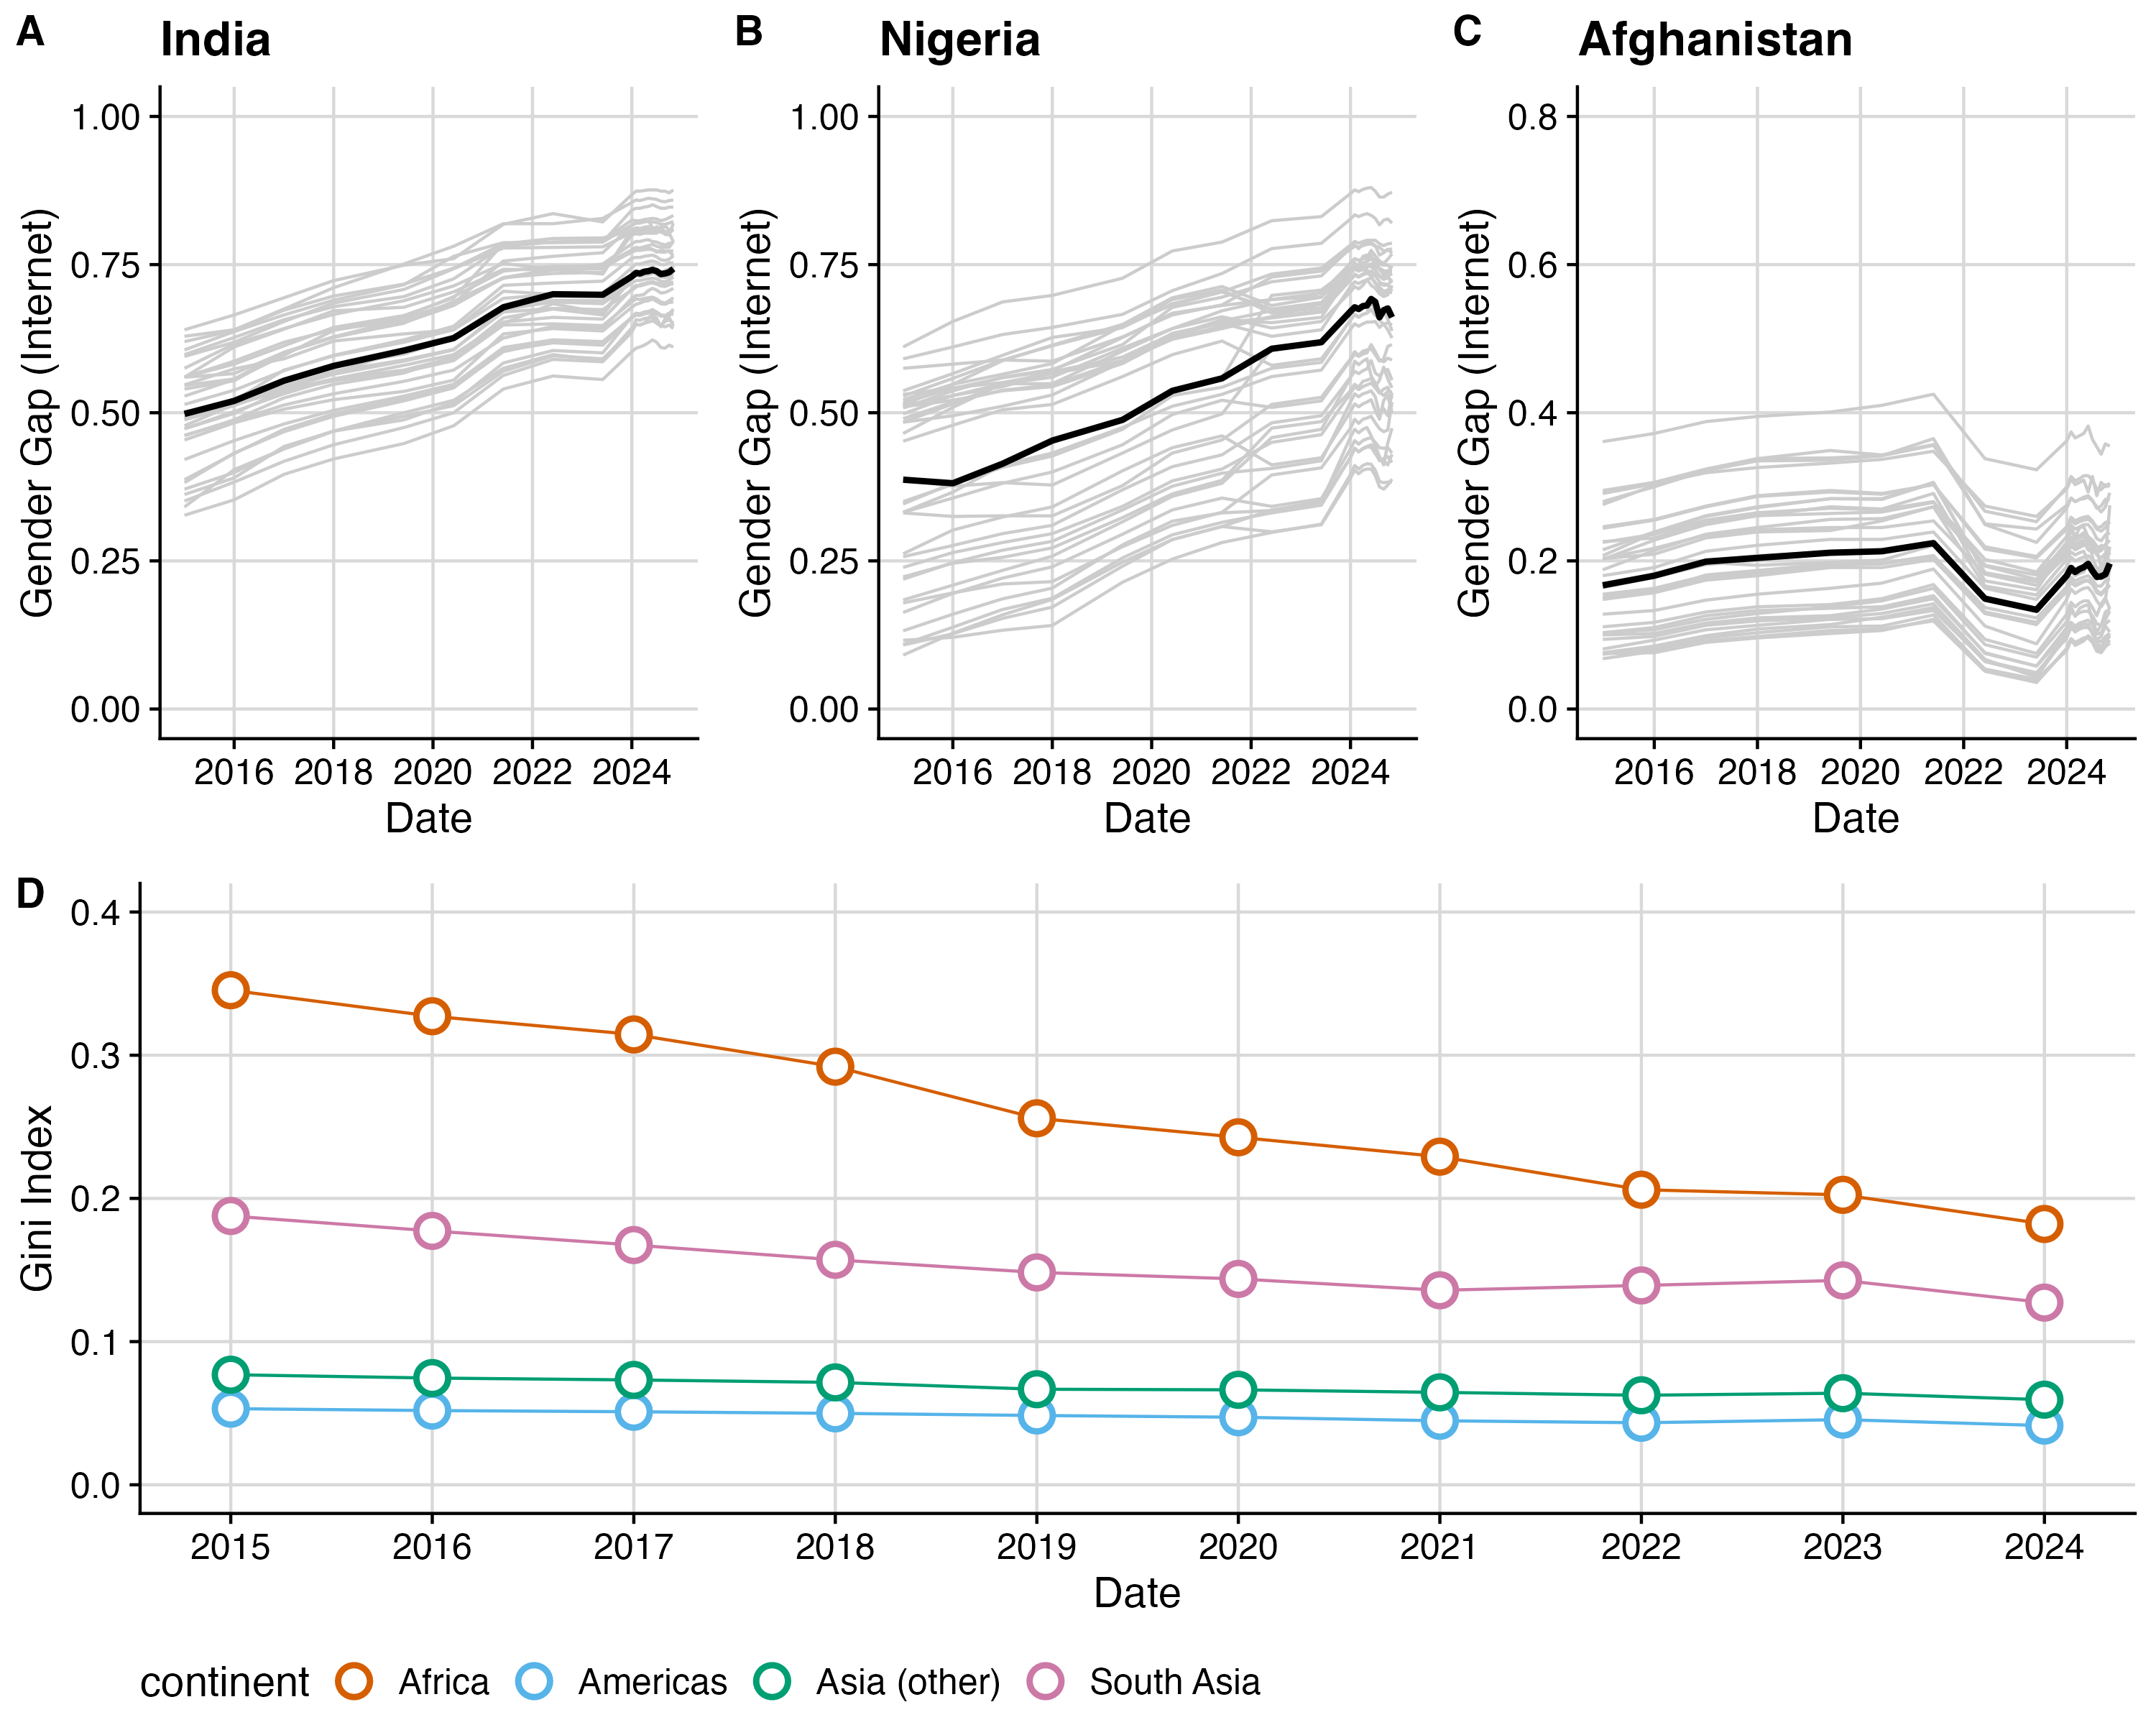 A India
B Nigeria
C Afghanistan
Gender Gap (Internet)
1.00
0.75
0.50
0.25
0.00
2016 2018 2020 2022 2024
Date
Gender Gap (Internet)
1.00
0.75
0.50
0.25
0.00
2016 2018 2020 2022 2024
Date
Gender Gap (Internet)
0.8
0.6
0.4
0.2
0.0
2016 2018 2020 2022 2024
Date
D
Gini Index
0.4
0.3
0.2
0.1
0.0
2015 2016 2017 2018 2019 2020 2021 2022 2023 2024
Date
continent Africa Americas Asia (other) South Asia